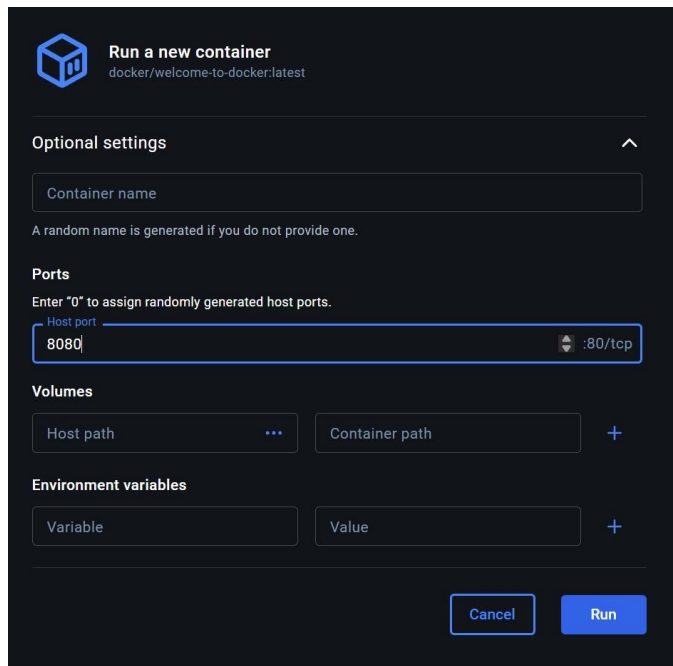 Run a new container
docker/welcome-to-docker:latest
Optional settings
Container name
A random name is generated if you do not provide one.
Ports
Enter “0” to assign randomly generated host ports.
Host port
8080 :80/tcp
Volumes
Host path ••• Container path +
Environment variables
Variable Value +
Cancel Run